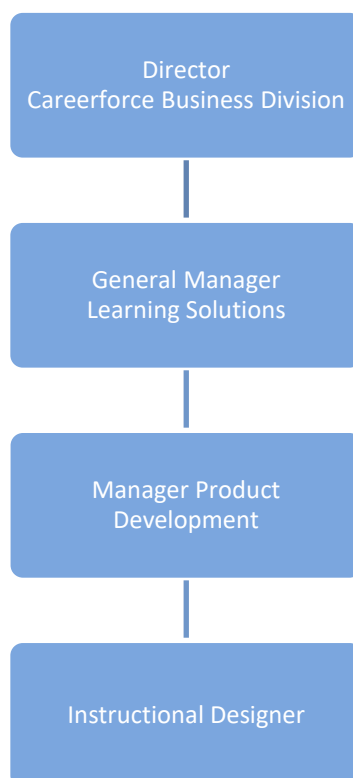 Director
Careerforce Business Division
General Manager
Learning Solutions
Manager Product
Development
Instructional Designer